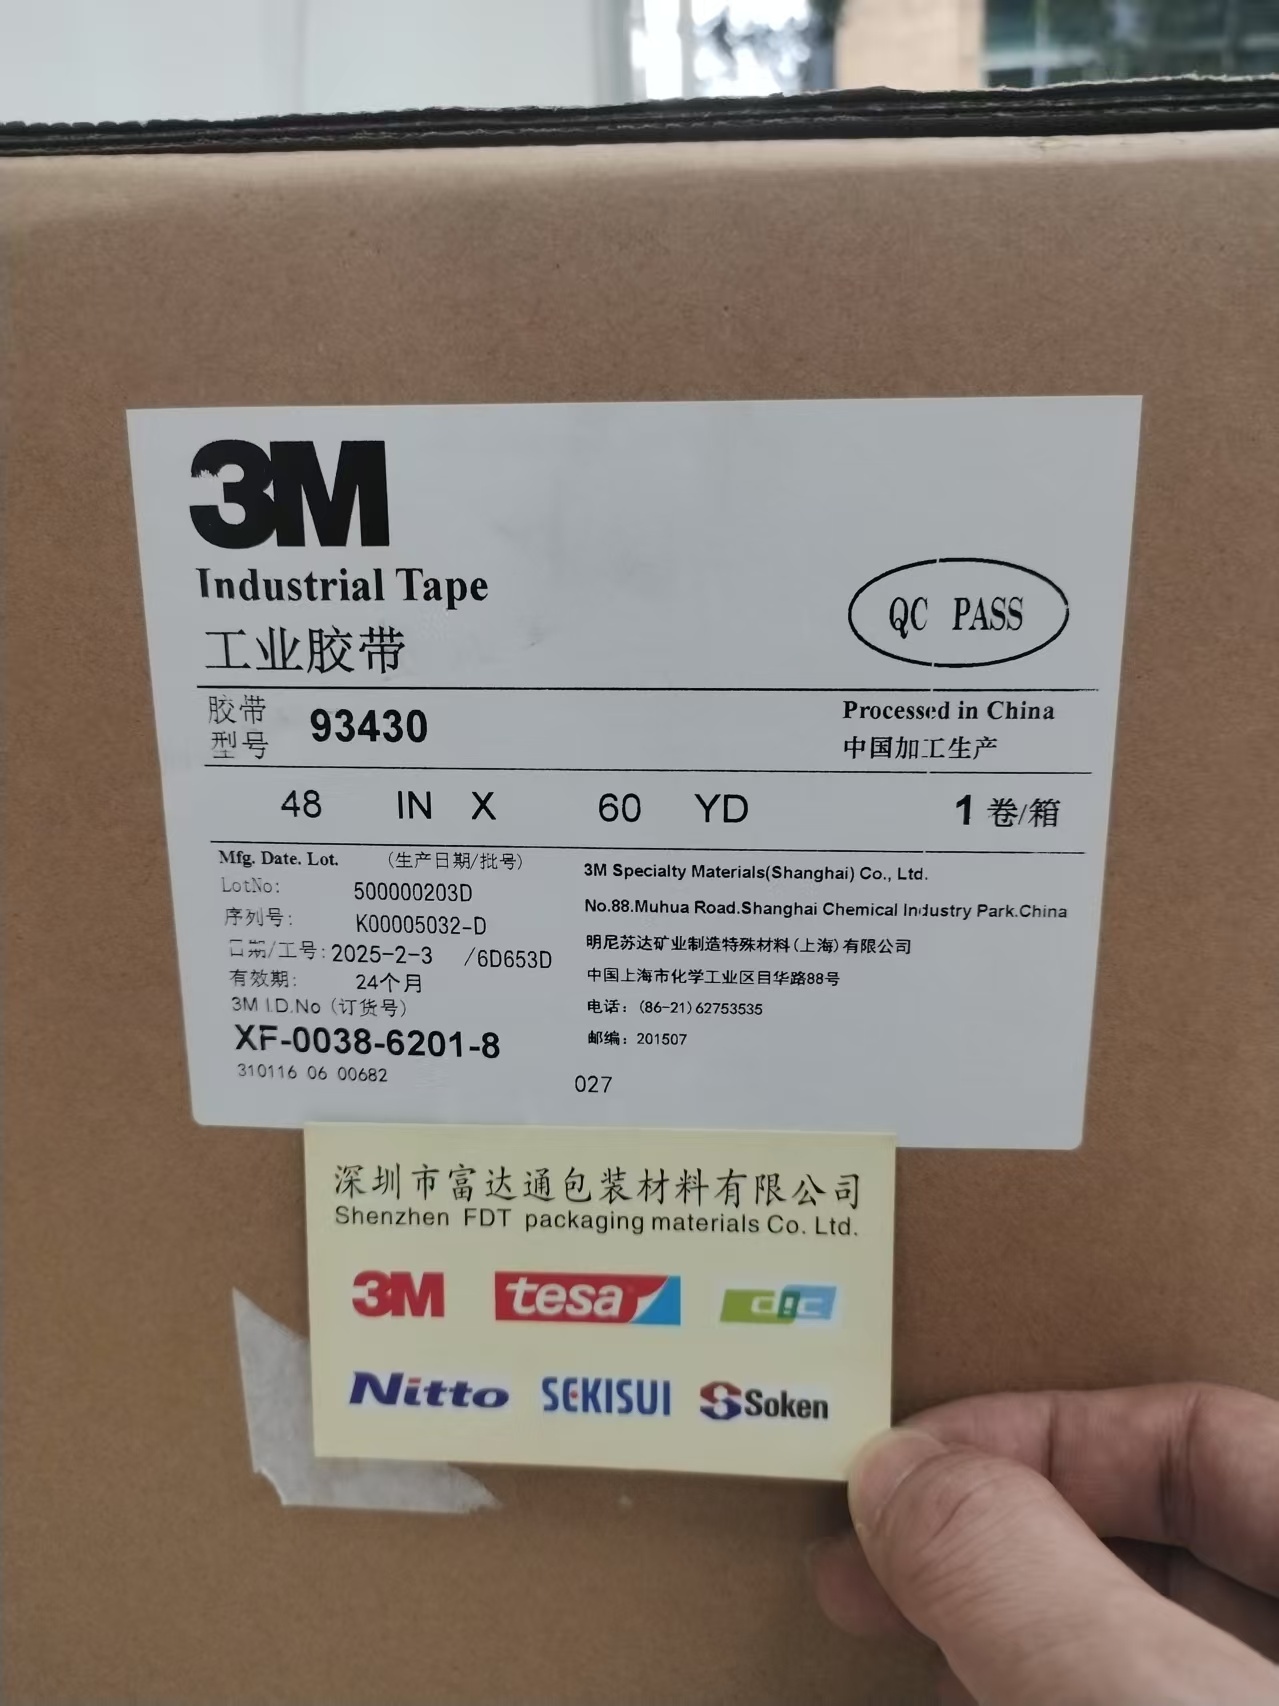 3M
Industrial Tape
工业胶带
QC PASS
胶带型号 93430
Processed in China
中国加工生产
48 IN X 60 YD 1 卷/箱
Mfg. Date. Lot. (生产日期/批号)
LotNo: 500000203D
序列号: K00005032-D
日期/工号: 2025-2-3 /6D653D
有效期: 24个月
3M I.D.No (订货号)
XF-0038-6201-8
310116 06 00682
3M Specialty Materials(Shanghai) Co., Ltd.
No.88.Muhua Road.Shanghai Chemical Industry Park.China
明尼苏达矿业制造特殊材料(上海)有限公司
中国上海市化学工业区目华路88号
电话: (86-21)62753535
邮编: 201507
027
深圳市富达通包装材料有限公司
Shenzhen FDT packaging materials Co. Ltd.
3M tesa
Nitto SEKISUI Soken